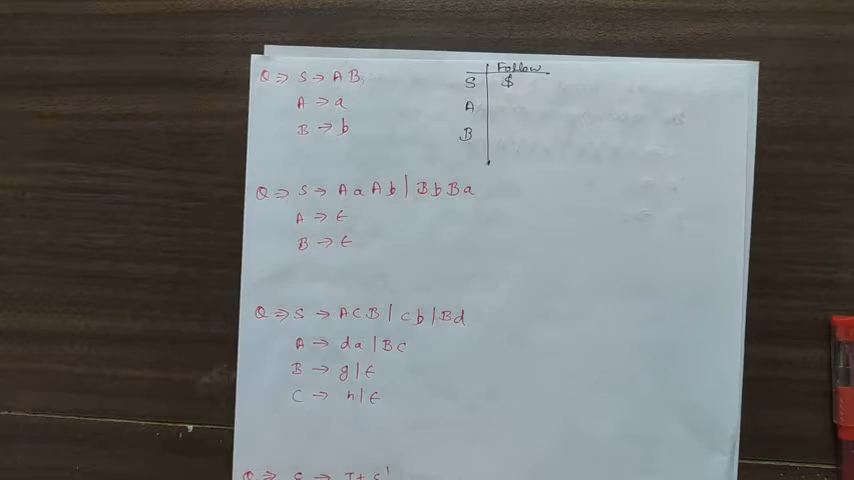 Q ⇒ S → A B
A → a
B → b
Follow
S $
A
B
Q ⇒ S → A a A b | B b B a
A → ε
B → ε
Q ⇒ S → A C B | C b | B d
A → d a | B C
B → g | ε
C → h | ε
Q ⇒ S → I + S'